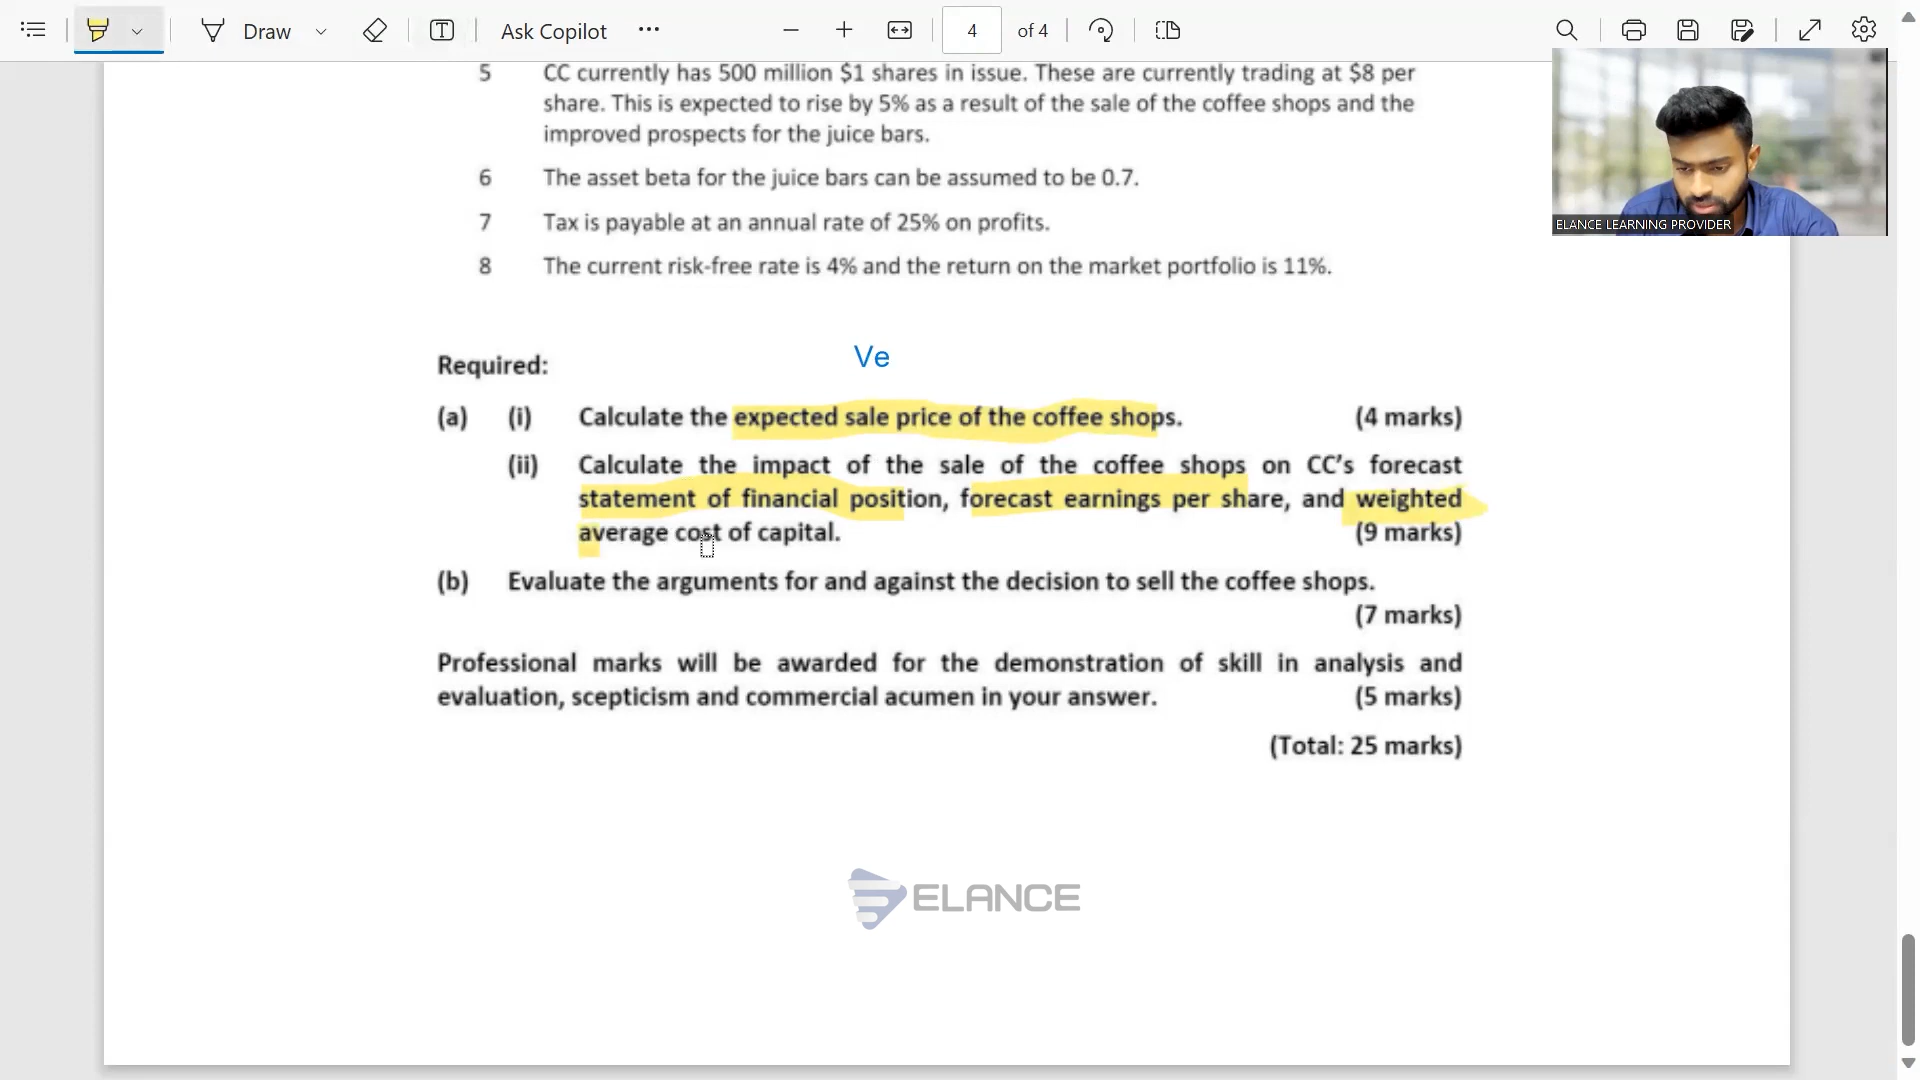 Draw
Ask Copilot
4
of 4
5 CC currently has 500 million $1 shares in issue. These are currently trading at $8 per
share. This is expected to rise by 5% as a result of the sale of the coffee shops and the
improved prospects for the juice bars.
6 The asset beta for the juice bars can be assumed to be 0.7.
7 Tax is payable at an annual rate of 25% on profits.
8 The current risk-free rate is 4% and the return on the market portfolio is 11%.
ELANCE LEARNING PROVIDER
Ve
Required:
(a) (i) Calculate the expected sale price of the coffee shops. (4 marks)
(ii) Calculate the impact of the sale of the coffee shops on CC's forecast
statement of financial position, forecast earnings per share, and weighted
average cost of capital. (9 marks)
(b) Evaluate the arguments for and against the decision to sell the coffee shops.
(7 marks)
Professional marks will be awarded for the demonstration of skill in analysis and
evaluation, scepticism and commercial acumen in your answer. (5 marks)
(Total: 25 marks)
ELANCE